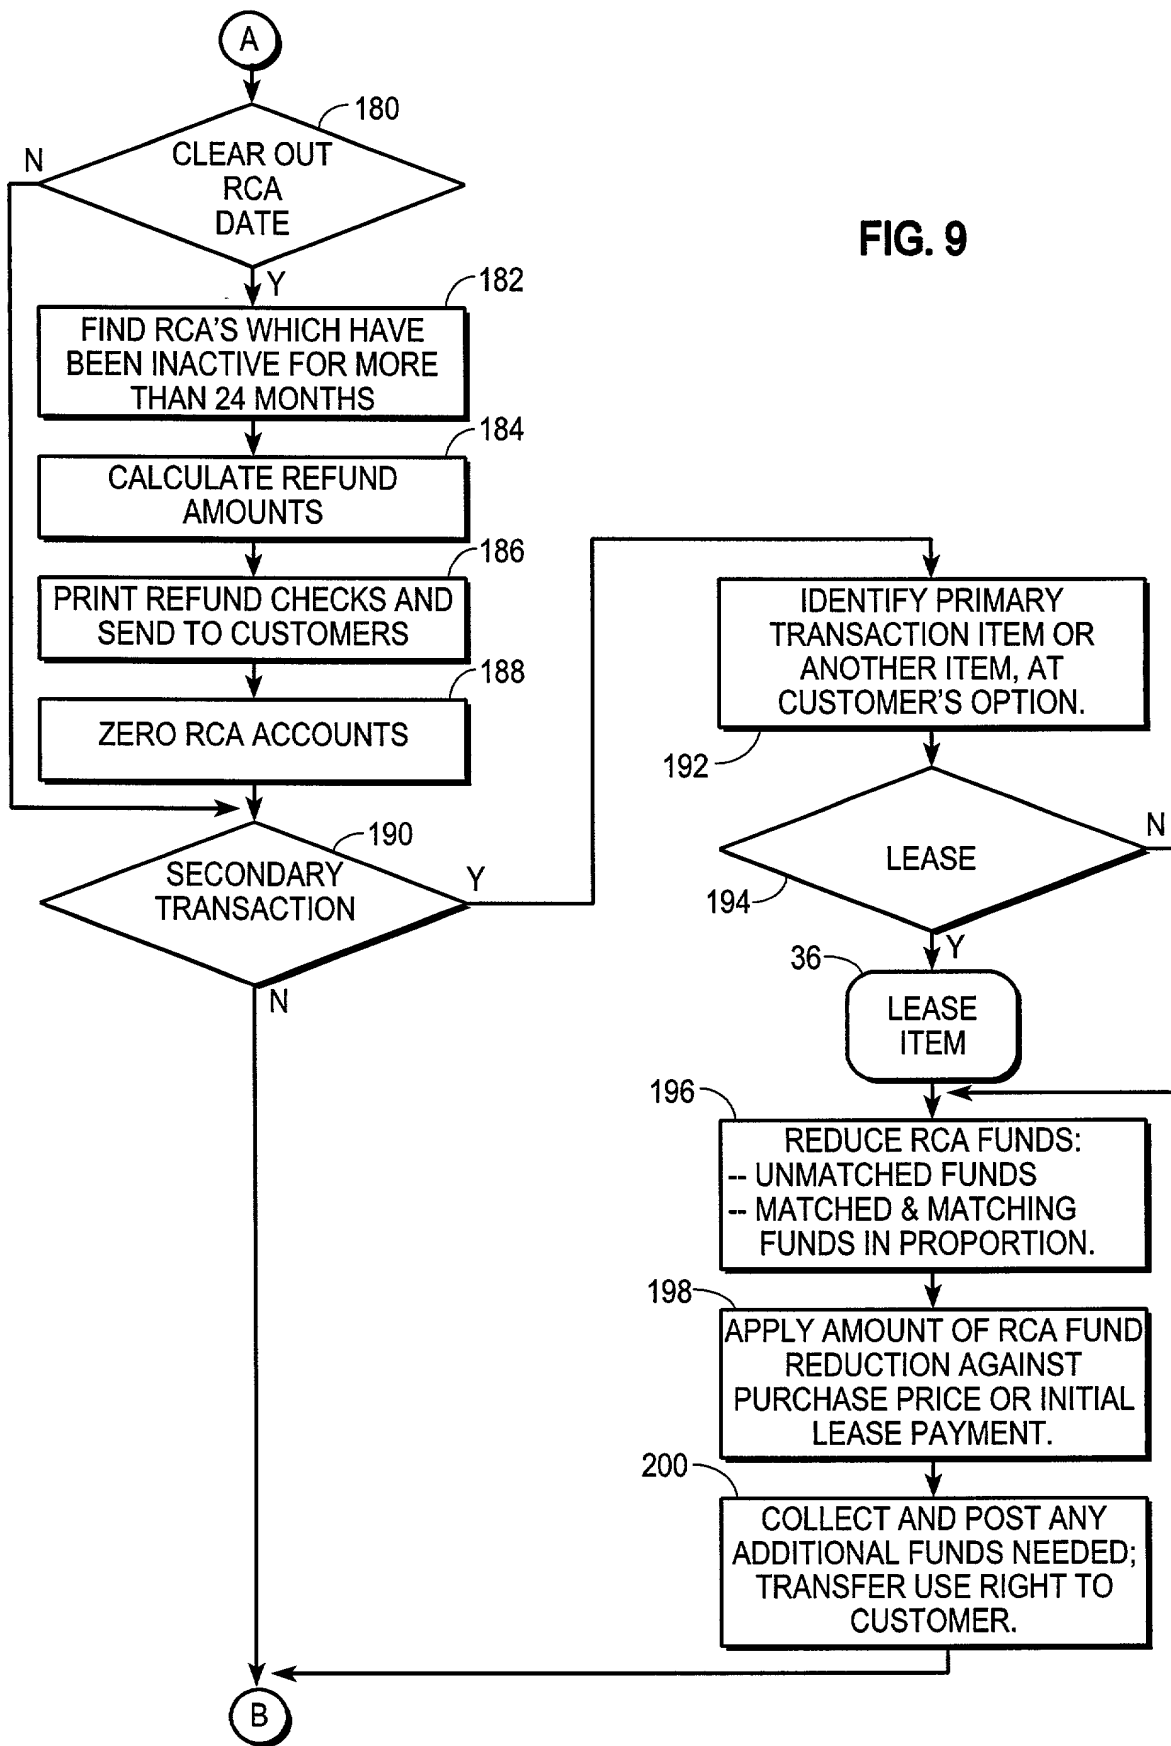 A
180
N
CLEAR OUT
RCA
DATE
FIG. 9
Y
182
FIND RCA'S WHICH HAVE
BEEN INACTIVE FOR MORE
THAN 24 MONTHS
184
CALCULATE REFUND
AMOUNTS
186
PRINT REFUND CHECKS AND
SEND TO CUSTOMERS
188
ZERO RCA ACCOUNTS
190
SECONDARY
TRANSACTION
Y
N
IDENTIFY PRIMARY
TRANSACTION ITEM OR
ANOTHER ITEM, AT
CUSTOMER'S OPTION.
192
N
LEASE
194
Y
36
LEASE
ITEM
196
REDUCE RCA FUNDS:
-- UNMATCHED FUNDS
-- MATCHED & MATCHING
FUNDS IN PROPORTION.
198
APPLY AMOUNT OF RCA FUND
REDUCTION AGAINST
PURCHASE PRICE OR INITIAL
LEASE PAYMENT.
200
COLLECT AND POST ANY
ADDITIONAL FUNDS NEEDED;
TRANSFER USE RIGHT TO
CUSTOMER.
B